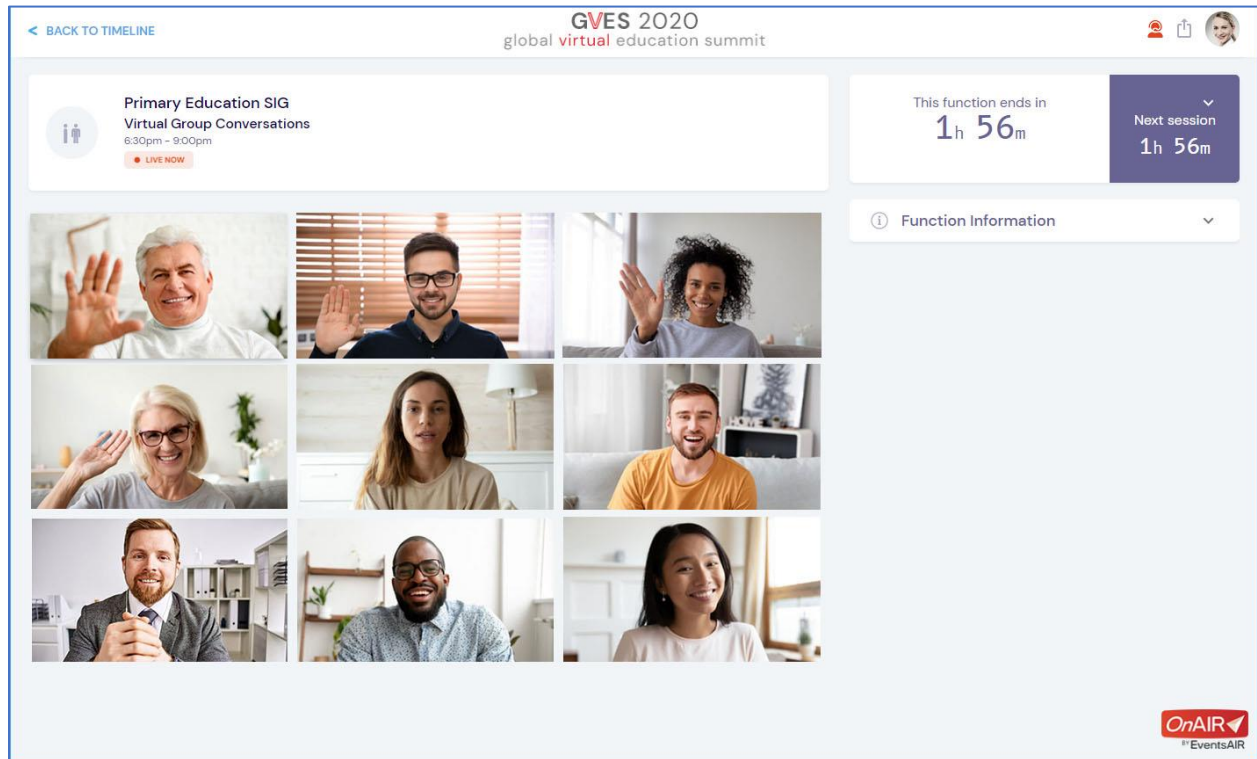 < BACK TO TIMELINE
GVES 2020
global virtual education summit
Primary Education SIG
Virtual Group Conversations
6:30pm - 9:00pm
LIVE NOW
This function ends in
1h 56m
Next session
1h 56m
Function Information
OnAIR
BY EventsAIR